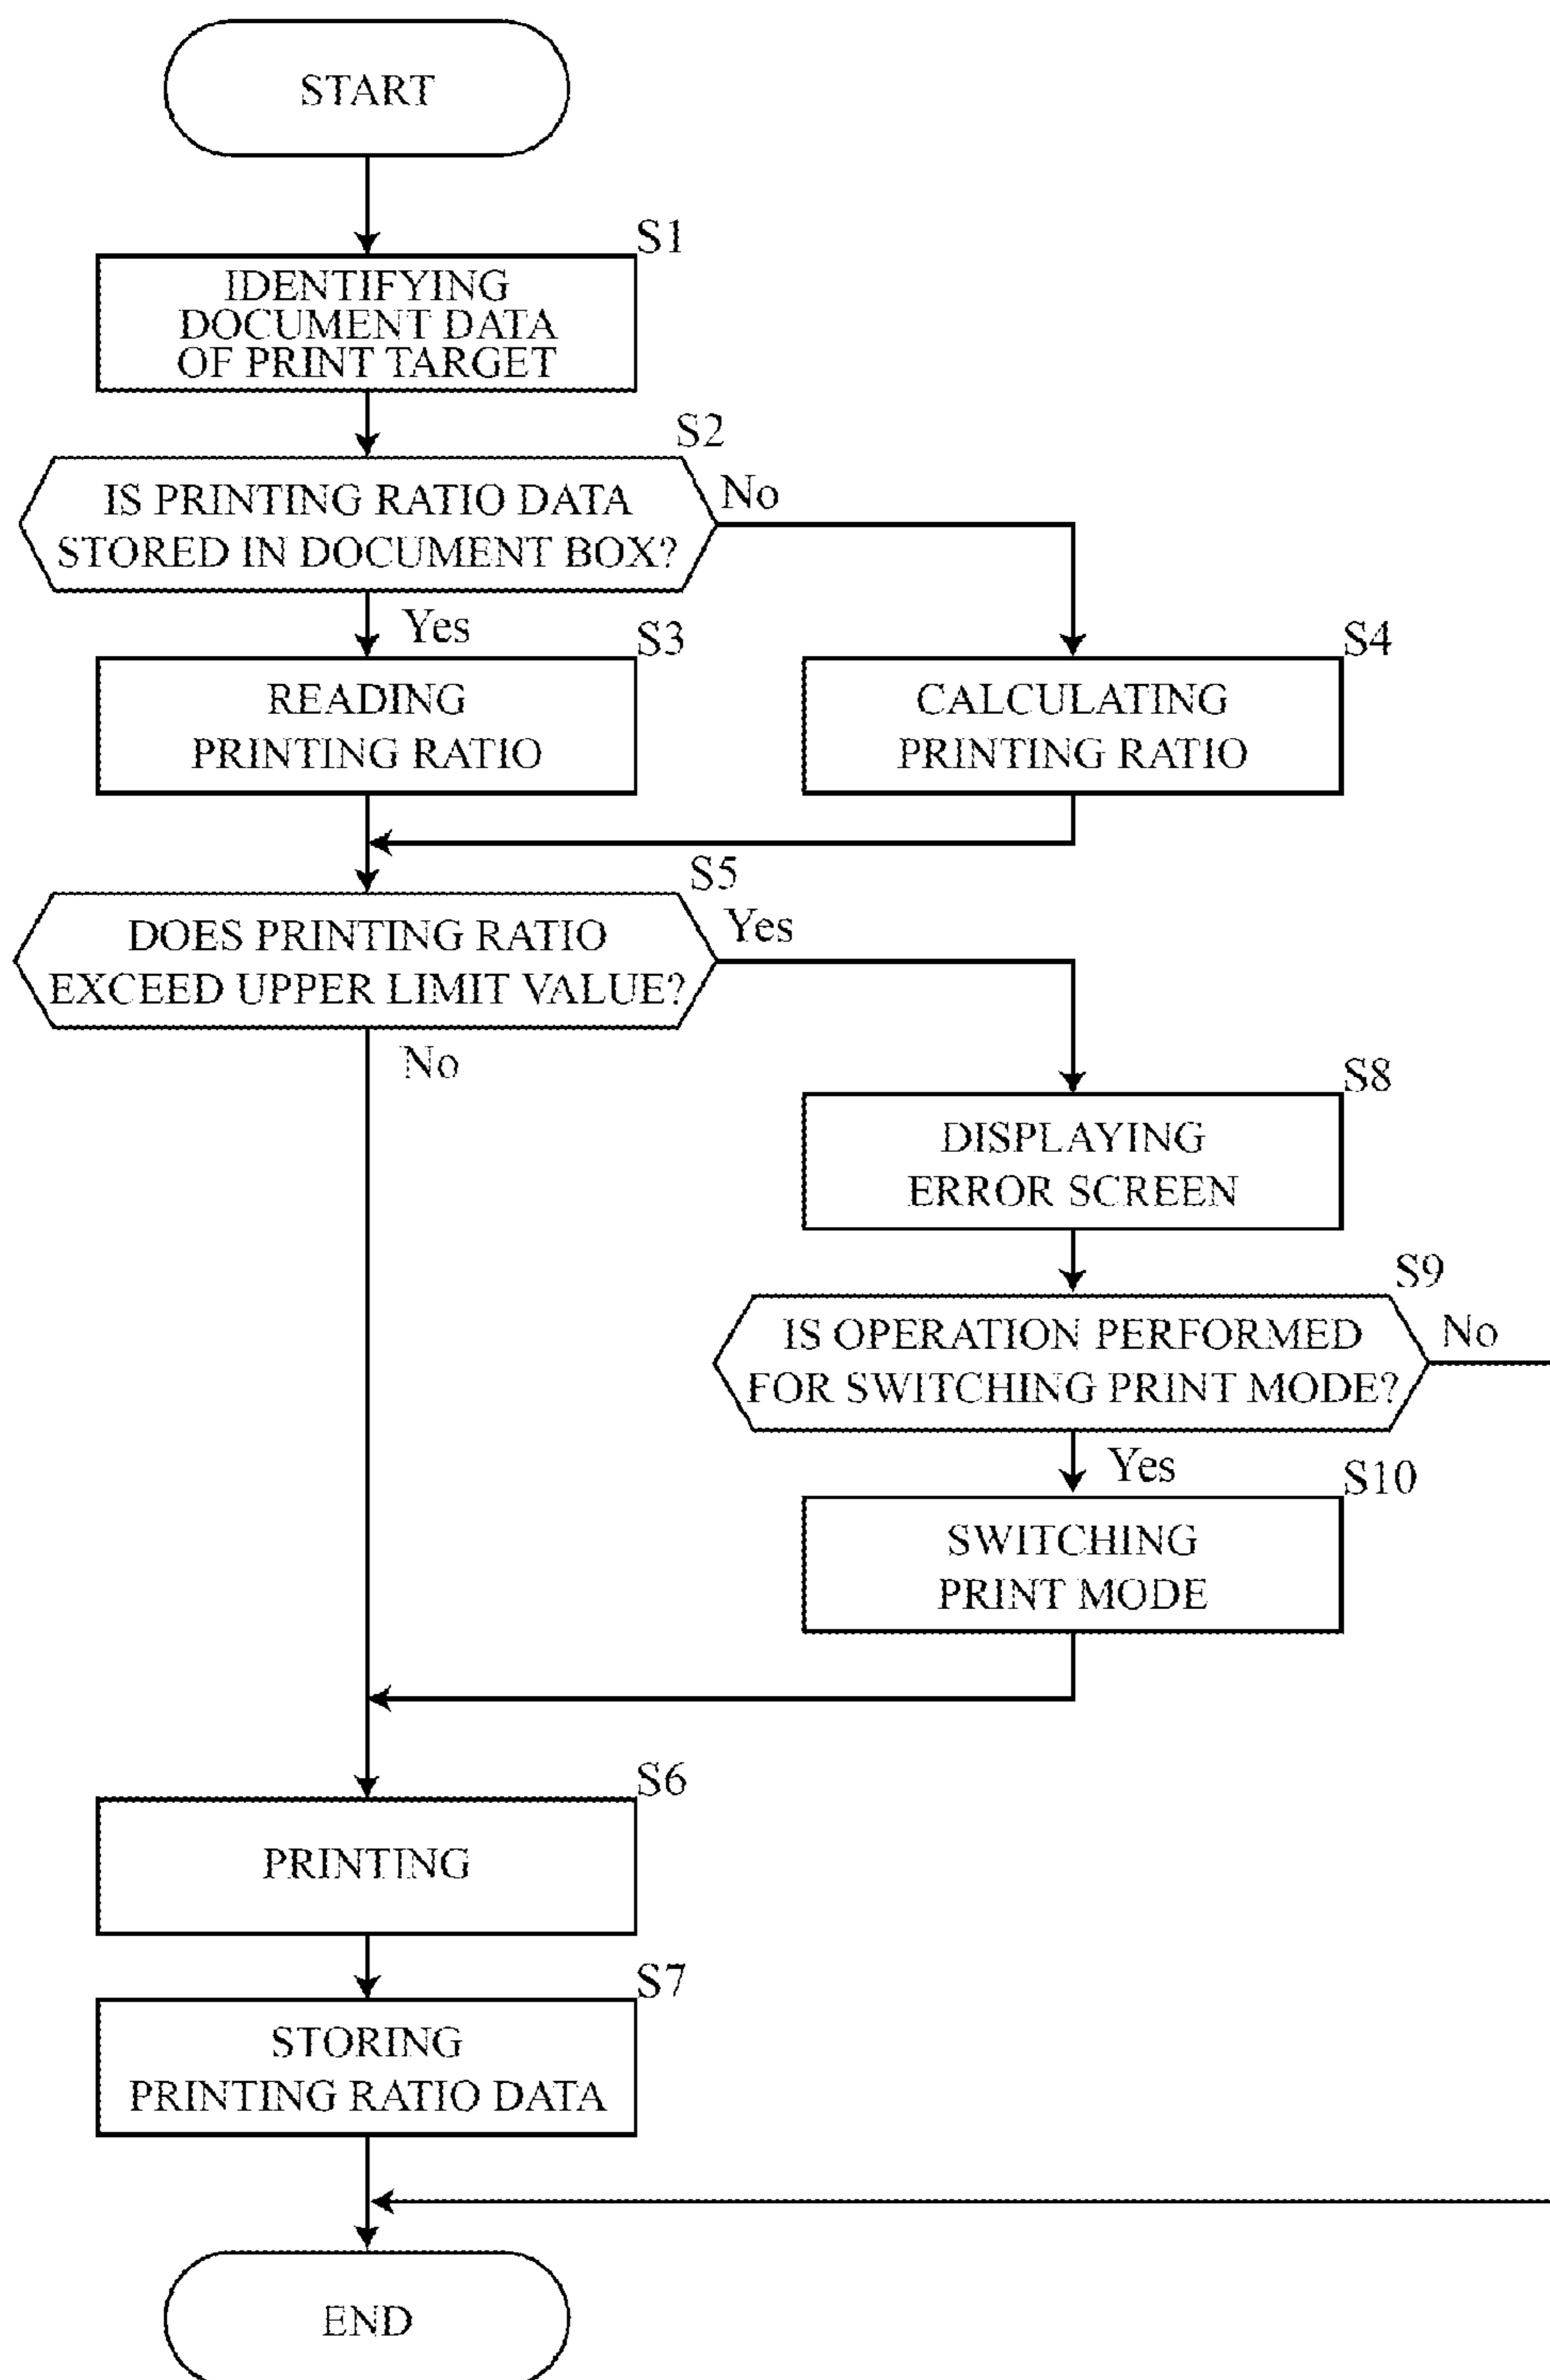 START
S1
IDENTIFYING
DOCUMENT DATA
OF PRINT TARGET
S2
IS PRINTING RATIO DATA
STORED IN DOCUMENT BOX?
No
Yes
S3
READING
PRINTING RATIO
S4
CALCULATING
PRINTING RATIO
S5
DOES PRINTING RATIO
EXCEED UPPER LIMIT VALUE?
Yes
No
S8
DISPLAYING
ERROR SCREEN
S9
IS OPERATION PERFORMED
FOR SWITCHING PRINT MODE?
No
Yes
S10
SWITCHING
PRINT MODE
S6
PRINTING
S7
STORING
PRINTING RATIO DATA
END